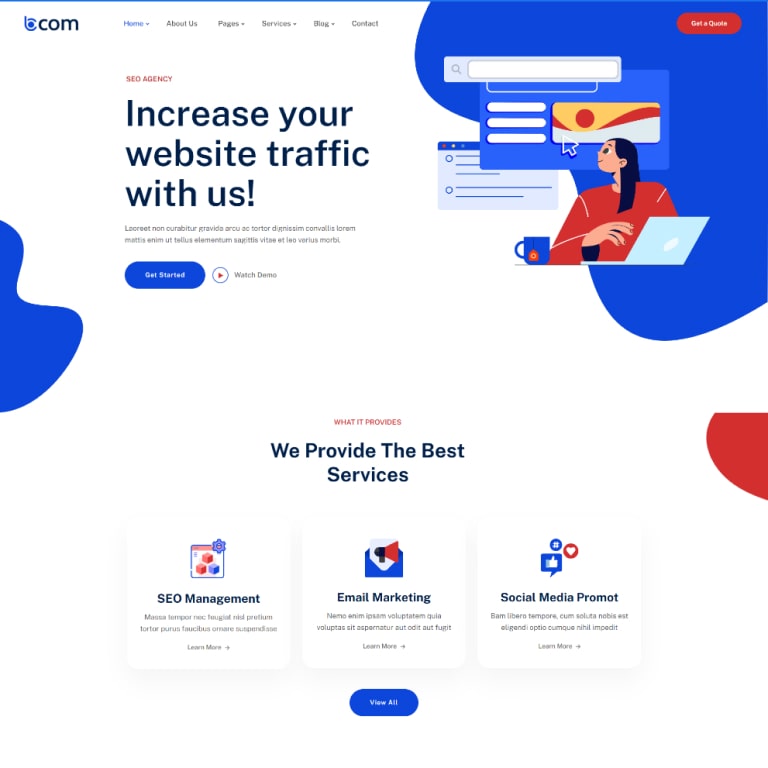 bcom
Home About Us Pages Services Blog Contact
Get a Quote
SEO AGENCY
Increase your
website traffic
with us!
Laoreet non curabitur gravida arcu ac tortor dignissim convallis lorem
mattis enim ut tellus elementum sagittis vitae et leo varius morbi.
Get Started Watch Demo
WHAT IT PROVIDES
We Provide The Best
Services
SEO Management
Massa tempor nec feugiat nisl pretium
tortor purus faucibus ornare suspendisse
Learn More →
Email Marketing
Nemo enim ipsam voluptatem quia
voluptas sit aspernatur aut odit aut fugit
Learn More →
Social Media Promot
Bam libero tempore, cum soluta nobis est
eligendi optio cumque nihil impedit
Learn More →
View All